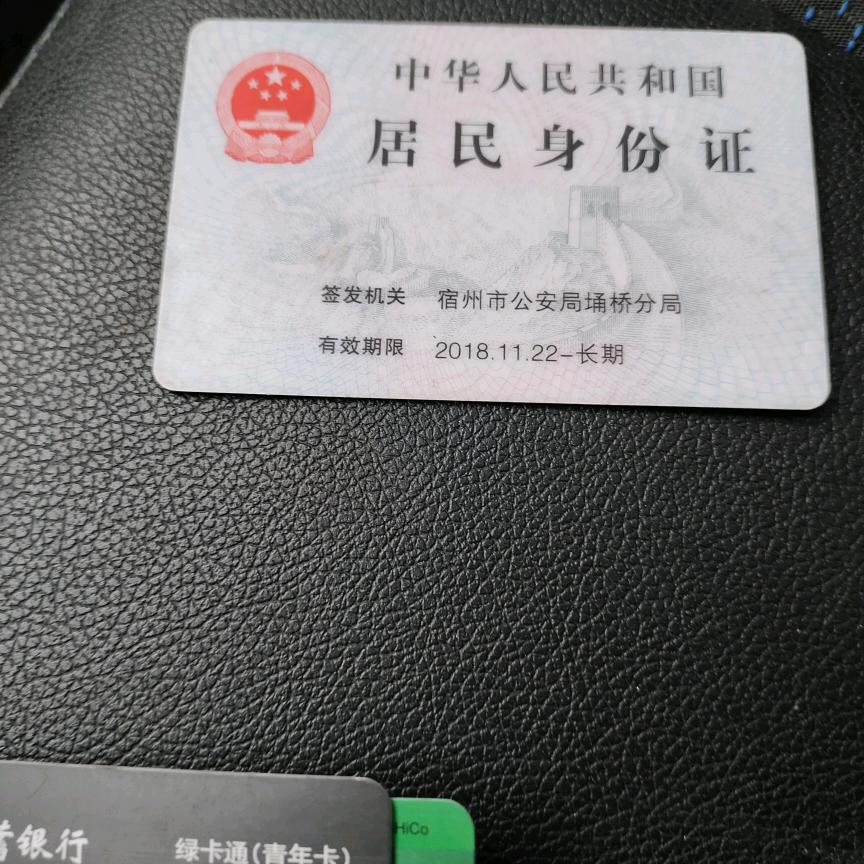 中华人民共和国
居民身份证
签发机关 宿州市公安局埇桥分局
有效期限 2018.11.22-长期
HiCo
银行 绿卡通(青年卡)